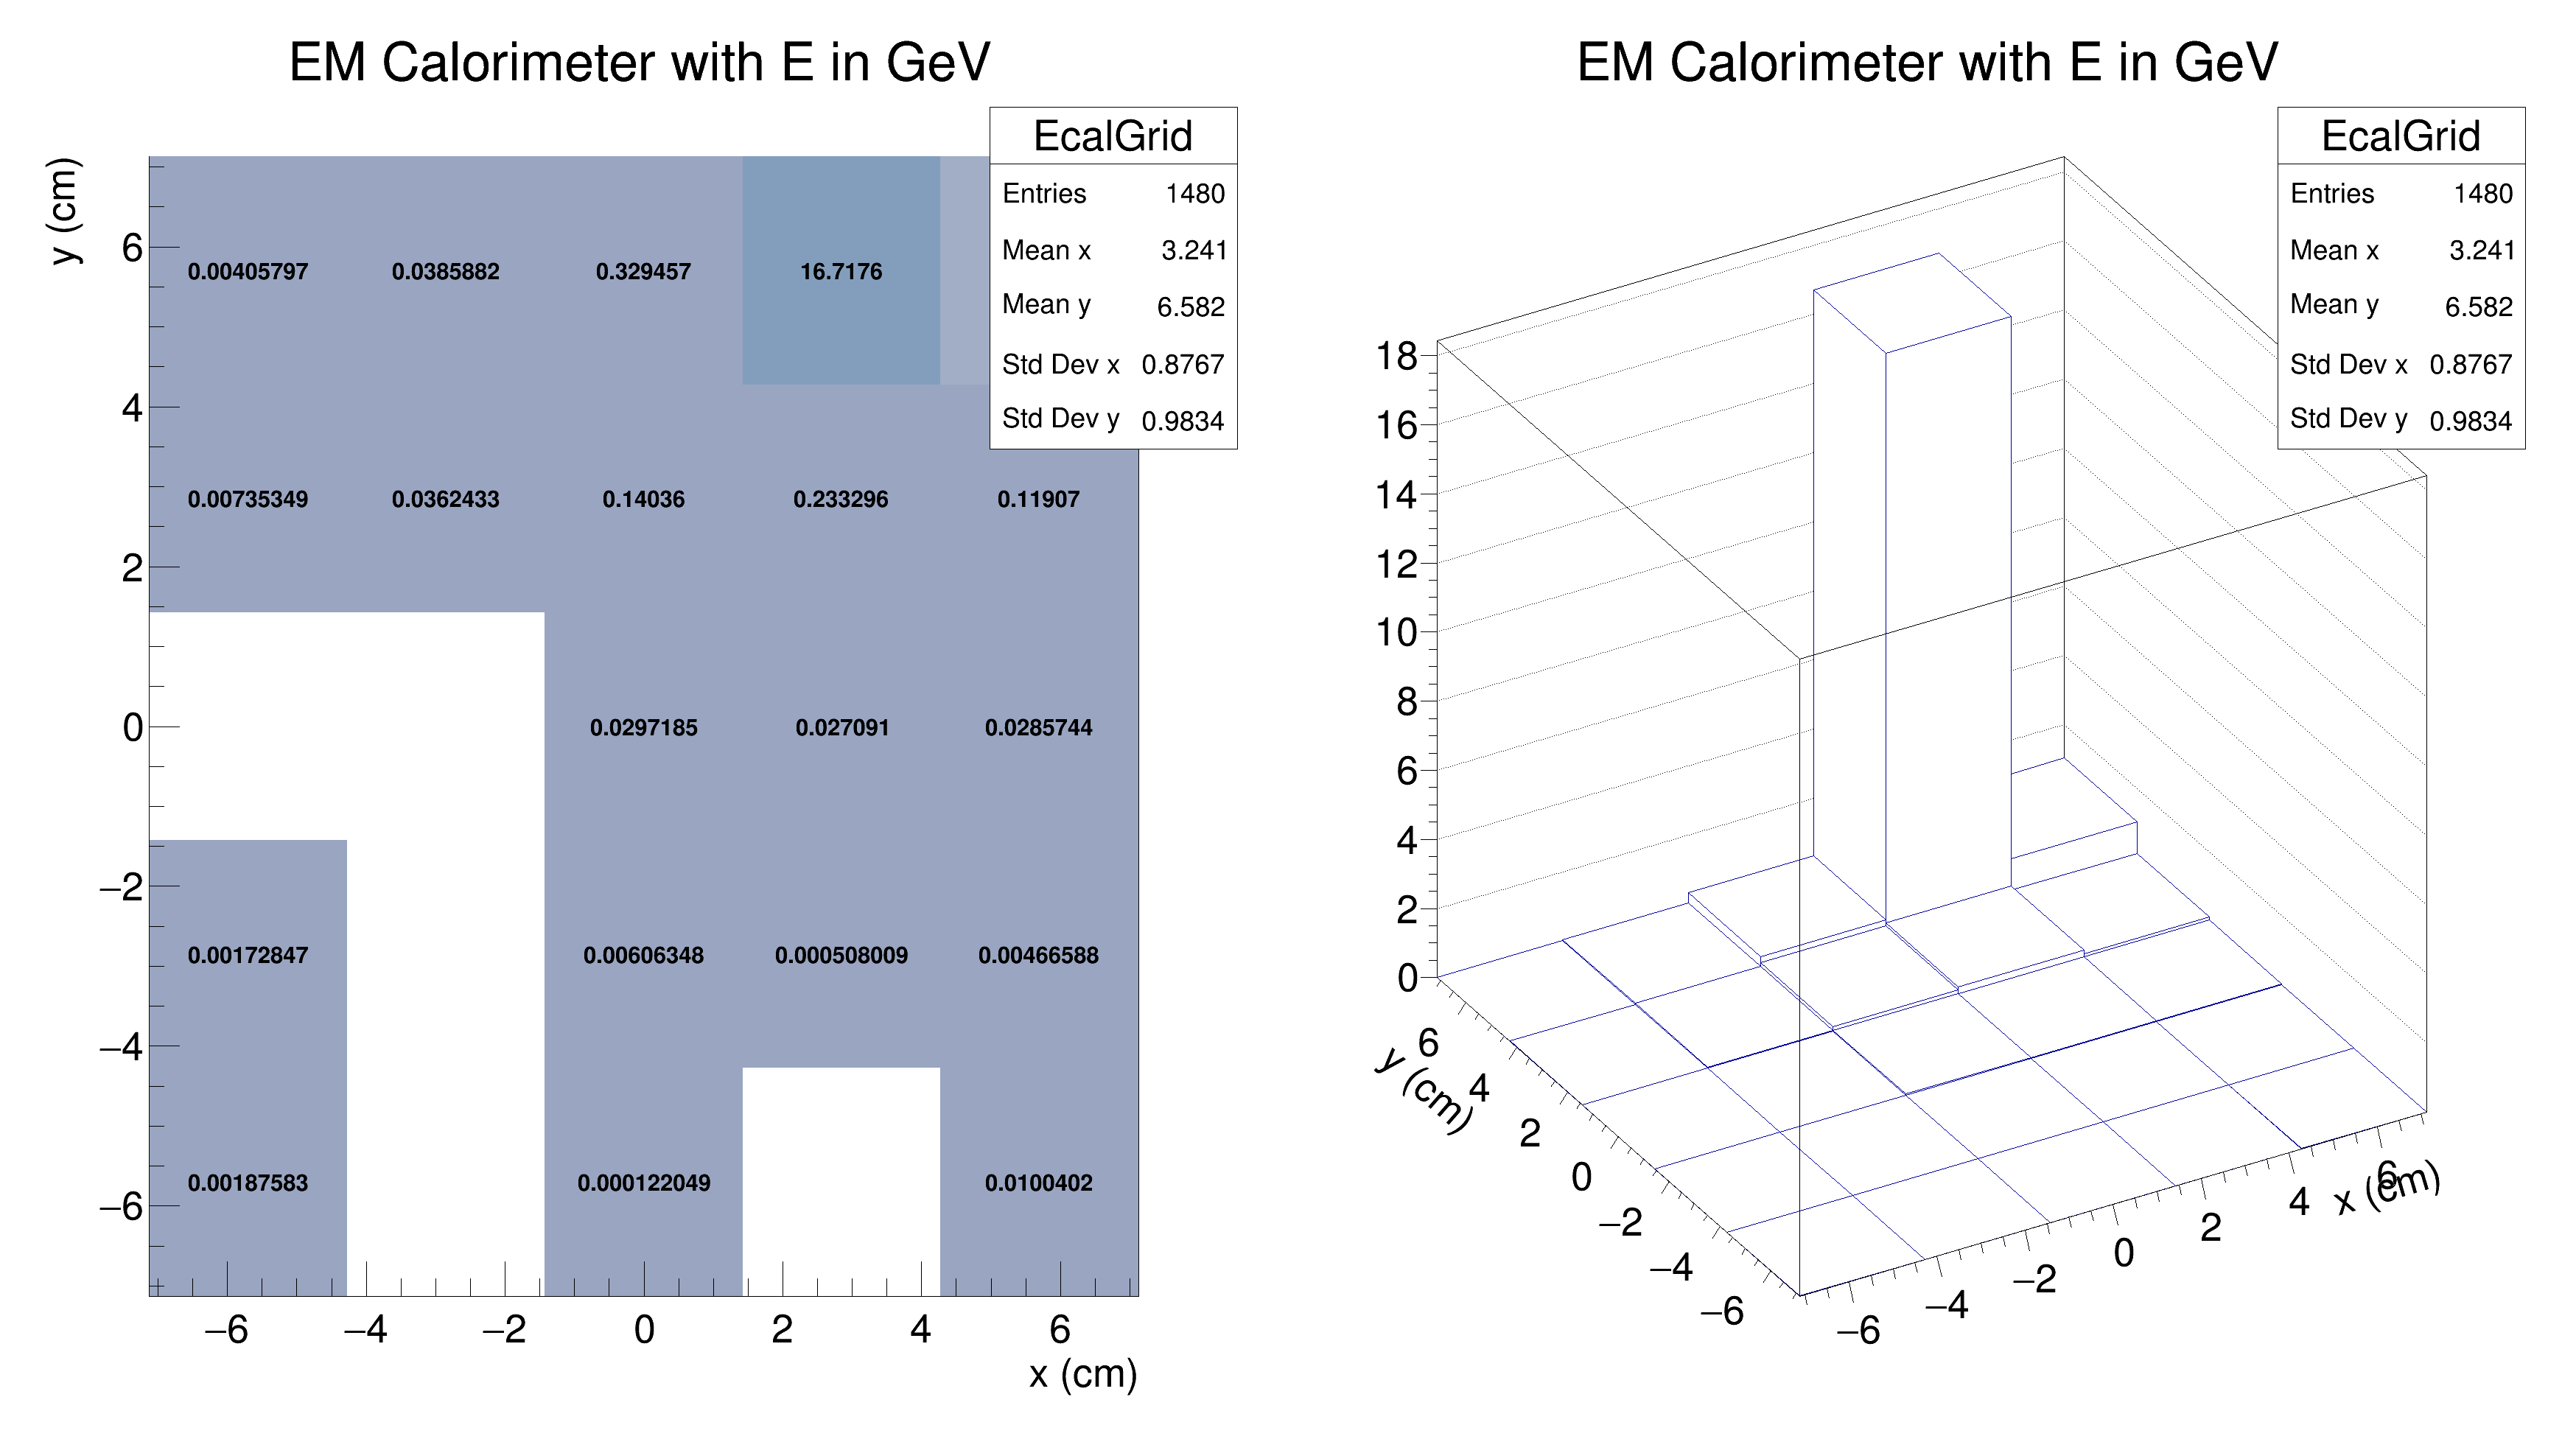 EM Calorimeter with E in GeV
EcalGrid
Entries 1480
Mean x 3.241
Mean y 6.582
Std Dev x 0.8767
Std Dev y 0.9834
y (cm)
6
4
2
0
−2
−4
−6
0.00405797 0.0385882 0.329457 16.7176
0.00735349 0.0362433 0.14036 0.233296 0.11907
0.0297185 0.027091 0.0285744
0.00172847 0.00606348 0.000508009 0.00466588
0.00187583 0.000122049 0.0100402
−6 −4 −2 0 2 4 6
x (cm)
EM Calorimeter with E in GeV
EcalGrid
Entries 1480
Mean x 3.241
Mean y 6.582
Std Dev x 0.8767
Std Dev y 0.9834
18
16
14
12
10
8
6
4
2
0
y (cm)
6
4
2
0
−2
−4
−6
−6 −4 −2 0 2 4 6
x (cm)